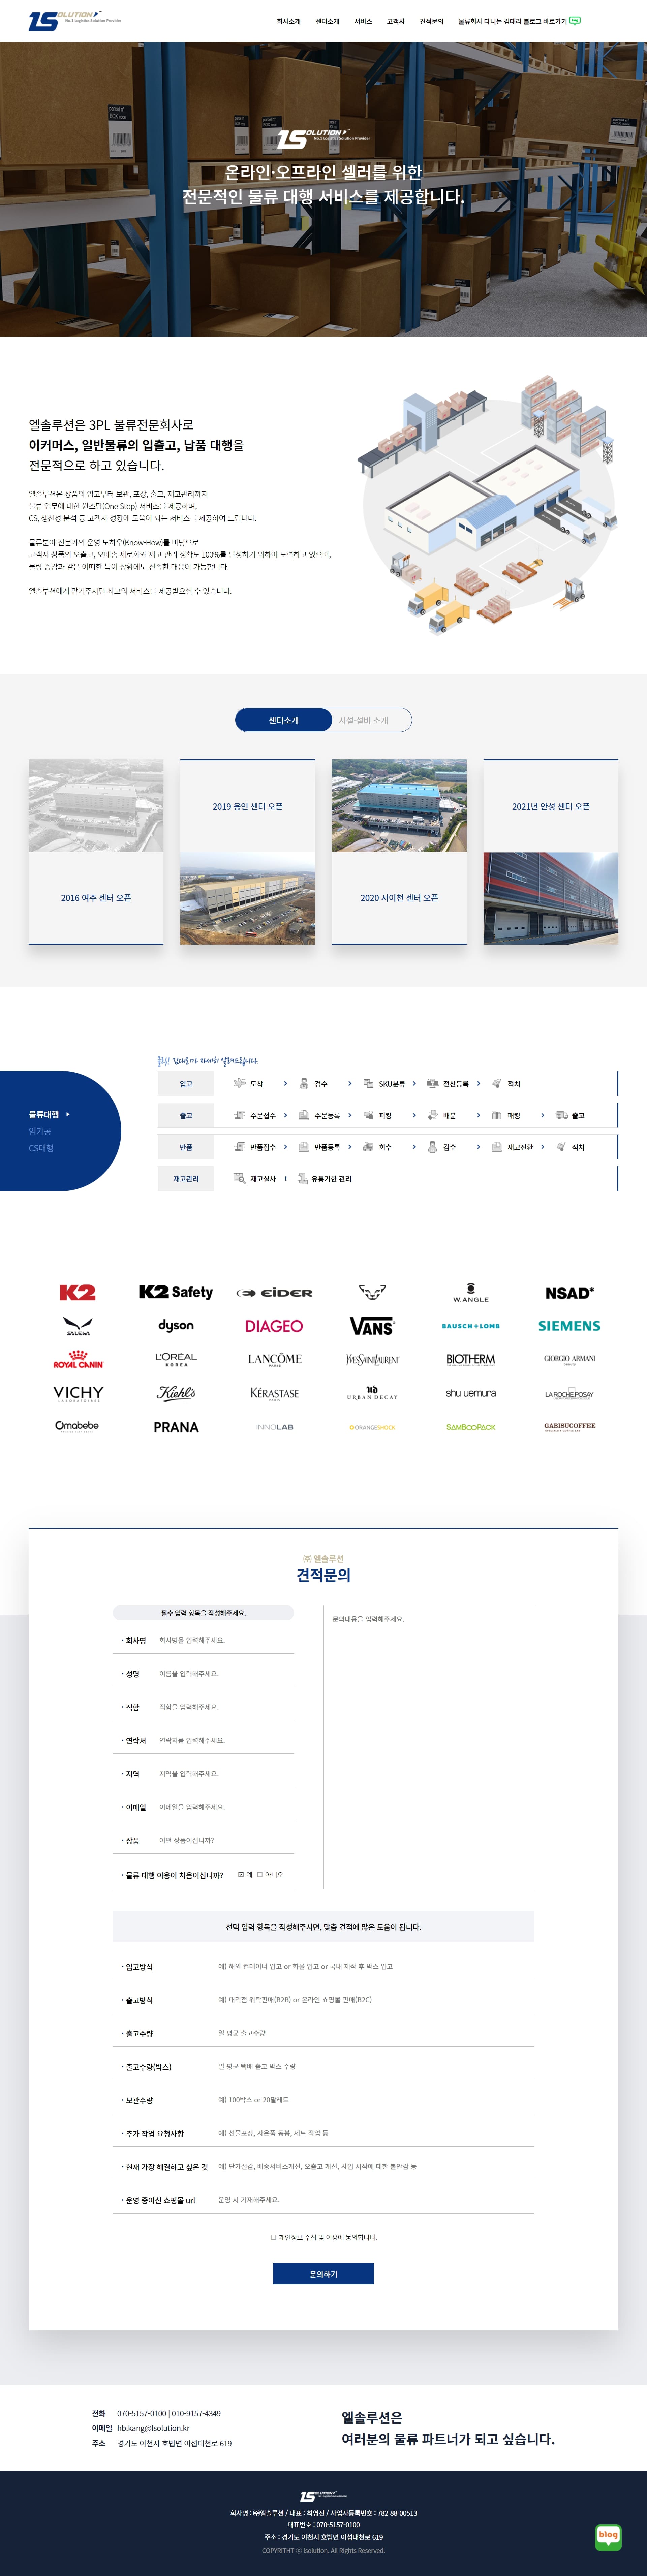 LSOLUTION
No.1 Logistics Solution Provider
회사소개 센터소개 서비스 고객사 견적문의 물류회사 다니는 김대리 블로그 바로가기
LSOLUTION
No.1 Logistics Solution Provider
온라인·오프라인 셀러를 위한
전문적인 물류 대행 서비스를 제공합니다.
엘솔루션은 3PL 물류전문회사로
이커머스, 일반물류의 입출고, 납품 대행을
전문적으로 하고 있습니다.
엘솔루션은 상품의 입고부터 보관, 포장, 출고, 재고관리까지
물류 업무에 대한 원스탑(One Stop) 서비스를 제공하며,
CS, 생산성 분석 등 고객사 성장에 도움이 되는 서비스를 제공하여 드립니다.
물류분야 전문가의 운영 노하우(Know-How)를 바탕으로
고객사 상품의 오출고, 오배송 제로화와 재고 관리 정확도 100%를 달성하기 위하여 노력하고 있으며,
물량 증감과 같은 어떠한 특이 상황에도 신속한 대응이 가능합니다.
엘솔루션에게 맡겨주시면 최고의 서비스를 제공받으실 수 있습니다.
센터소개 시설·설비 소개
2019 용인 센터 오픈 2021년 안성 센터 오픈
2016 여주 센터 오픈 2020 서이천 센터 오픈
물류대행
임가공
CS대행
클릭! 김대리가 자세히 알려드립니다.
입고 도착 검수 SKU분류 전산등록 적치
출고 주문접수 주문등록 피킹 배분 패킹 출고
반품 반품접수 반품등록 회수 검수 재고전환 적치
재고관리 재고실사 유통기한 관리
K2 K2 Safety EIDER W.ANGLE NSAD*
SALEWA dyson DIAGEO VANS BAUSCH+LOMB SIEMENS
ROYAL CANIN L'ORÉAL KOREA LANCÔME PARIS YVESSAINTLAURENT BIOTHERM GIORGIO ARMANI
VICHY LABORATOIRES Kiehl's KÉRASTASE PARIS UD URBAN DECAY shu uemura LA ROCHE POSAY
Omabebe PRANA INNOLAB ORANGESHOCK SAMBOOPACK GABISUCOFFEE
㈜ 엘솔루션
견적문의
필수 입력 항목을 작성해주세요.
· 회사명 회사명을 입력해주세요.
· 성명 이름을 입력해주세요.
· 직함 직함을 입력해주세요.
· 연락처 연락처를 입력해주세요.
· 지역 지역을 입력해주세요.
· 이메일 이메일을 입력해주세요.
· 상품 어떤 상품이십니까?
· 물류 대행 이용이 처음이십니까? 예 아니오
문의내용을 입력해주세요.
선택 입력 항목을 작성해주시면, 맞춤 견적에 많은 도움이 됩니다.
· 입고방식 예) 해외 컨테이너 입고 or 화물 입고 or 국내 제작 후 박스 입고
· 출고방식 예) 대리점 위탁판매(B2B) or 온라인 쇼핑몰 판매(B2C)
· 출고수량 일 평균 출고수량
· 출고수량(박스) 일 평균 택배 출고 박스 수량
· 보관수량 예) 100박스 or 20팔레트
· 추가 작업 요청사항 예) 선물포장, 사은품 동봉, 세트 작업 등
· 현재 가장 해결하고 싶은 것 예) 단가절감, 배송서비스개선, 오출고 개선, 사업 시작에 대한 불안감 등
· 운영 중이신 쇼핑몰 url 운영 시 기재해주세요.
개인정보 수집 및 이용에 동의합니다.
문의하기
전화 070-5157-0100 | 010-9157-4349
이메일 hb.kang@lsolution.kr
주소 경기도 이천시 호법면 이섭대천로 619
엘솔루션은
여러분의 물류 파트너가 되고 싶습니다.
LSOLUTION
회사명 : ㈜엘솔루션 / 대표 : 최영진 / 사업자등록번호 : 782-88-00513
대표번호 : 070-5157-0100
주소 : 경기도 이천시 호법면 이섭대천로 619
COPYRITHT ⓒ lsolution. All Rights Reserved.
blog